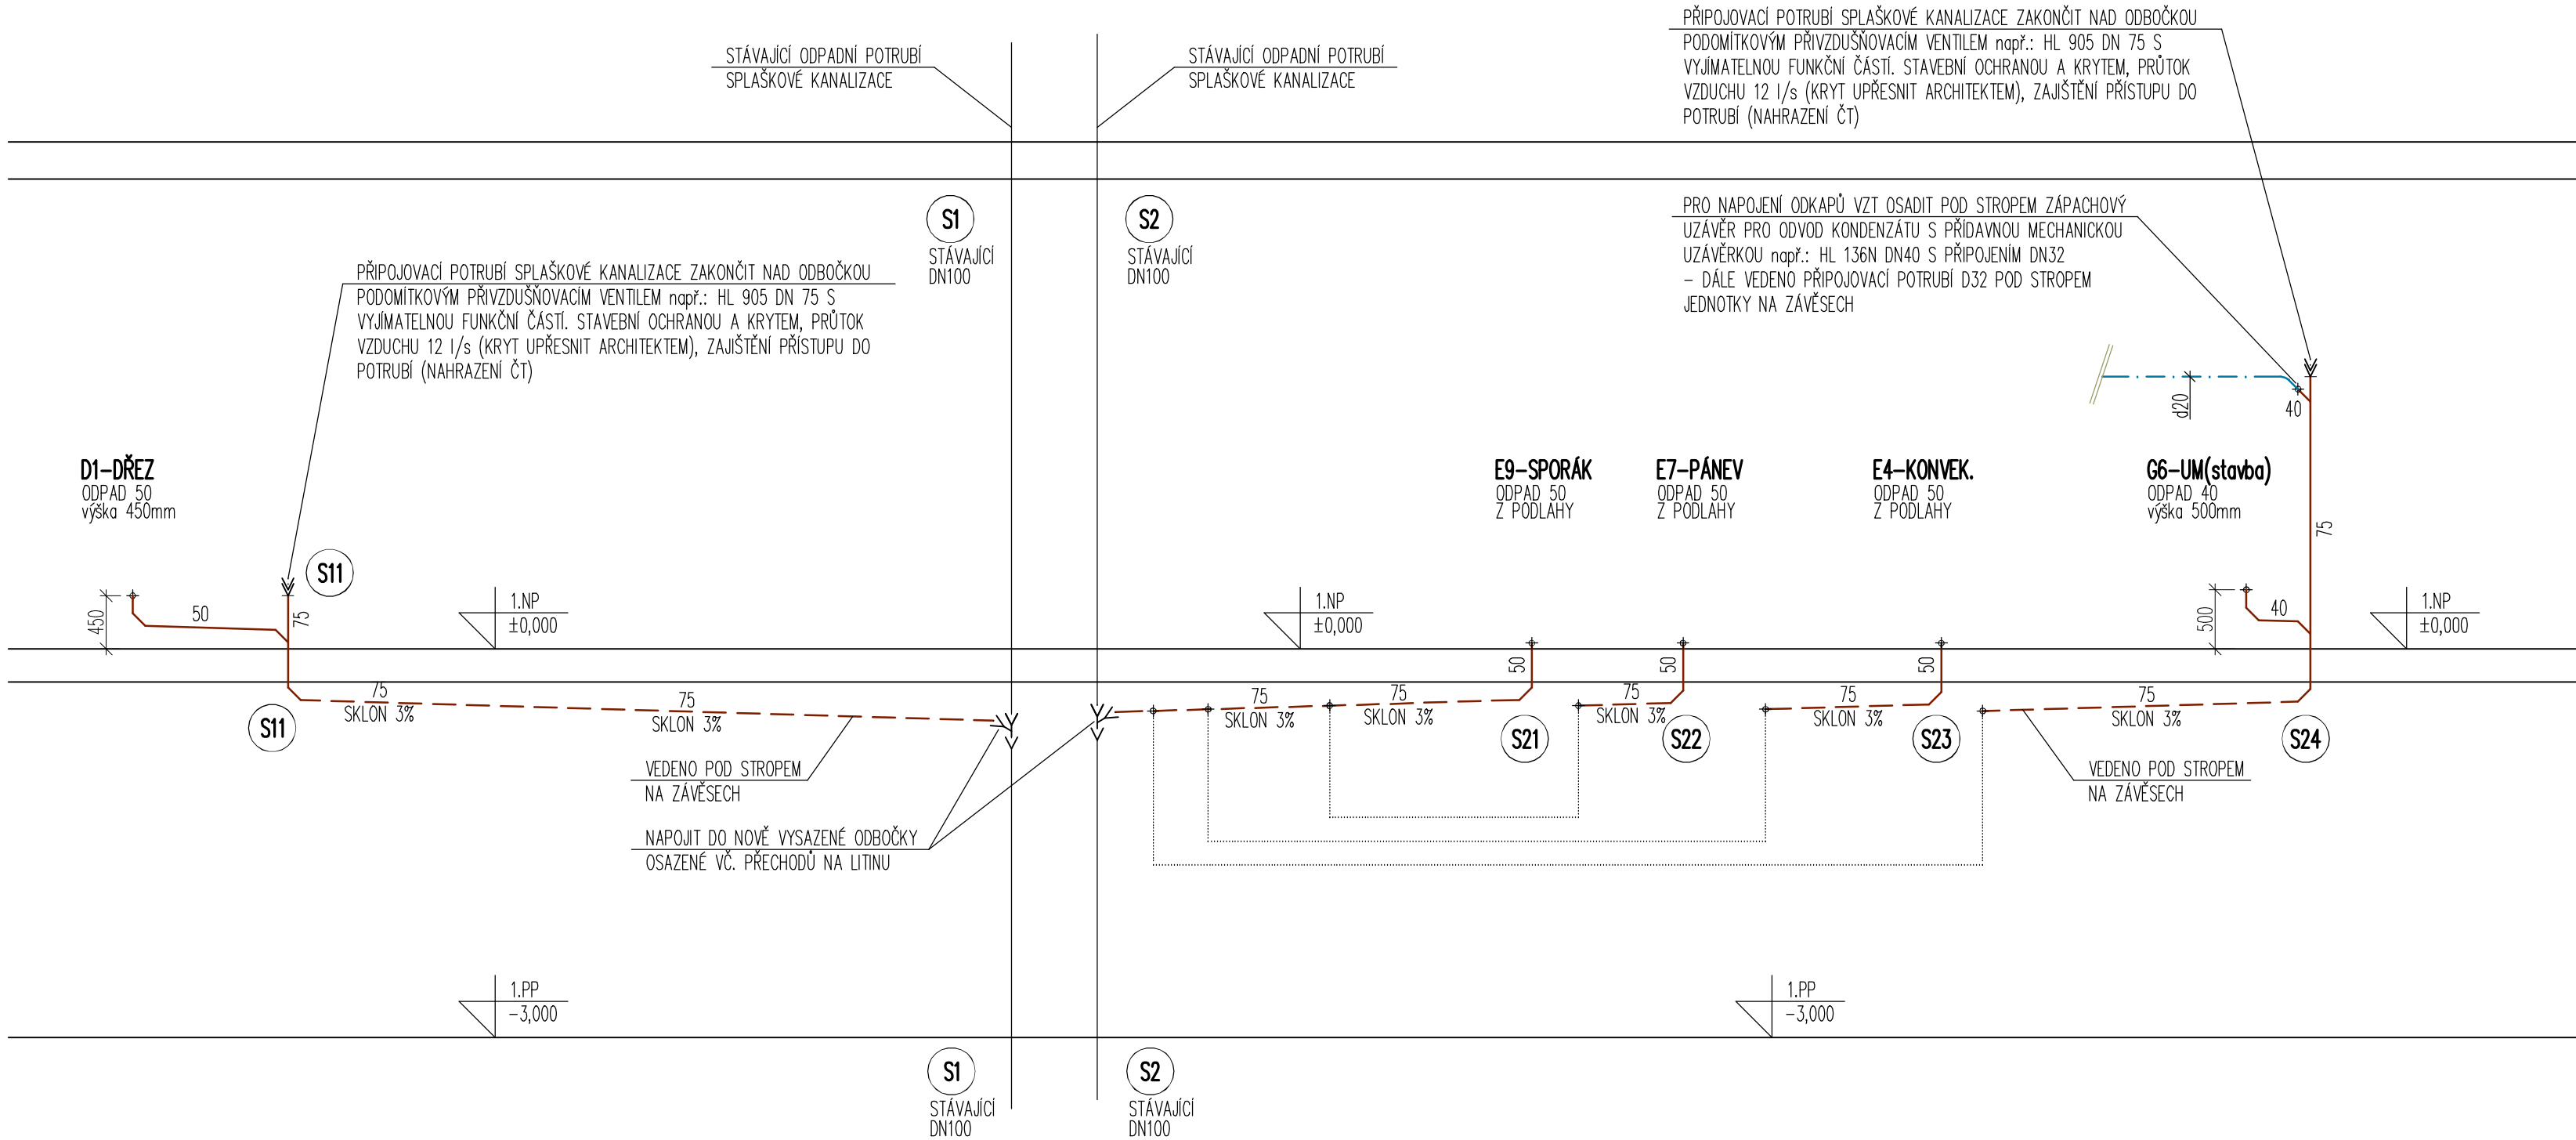 STÁVAJÍCÍ ODPADNÍ POTRUBÍ
SPLAŠKOVÉ KANALIZACE
STÁVAJÍCÍ ODPADNÍ POTRUBÍ
SPLAŠKOVÉ KANALIZACE
PŘIPOJOVACÍ POTRUBÍ SPLAŠKOVÉ KANALIZACE ZAKONČIT NAD ODBOČKOU
PODOMÍTKOVÝM PŘIVZDUŠŇOVACÍM VENTILEM např.: HL 905 DN 75 S
VYJÍMATELNOU FUNKČNÍ ČÁSTÍ. STAVEBNÍ OCHRANOU A KRYTEM, PRŮTOK
VZDUCHU 12 l/s (KRYT UPŘESNIT ARCHITEKTEM), ZAJIŠTĚNÍ PŘÍSTUPU DO
POTRUBÍ (NAHRAZENÍ ČT)
S1
STÁVAJÍCÍ
DN100
S2
STÁVAJÍCÍ
DN100
PRO NAPOJENÍ ODKAPŮ VZT OSADIT POD STROPEM ZÁPACHOVÝ
UZÁVĚR PRO ODVOD KONDENZÁTU S PŘÍDAVNOU MECHANICKOU
UZÁVĚRKOU např.: HL 136N DN40 S PŘIPOJENÍM DN32
– DÁLE VEDENO PŘIPOJOVACÍ POTRUBÍ D32 POD STROPEM
JEDNOTKY NA ZÁVĚSECH
PŘIPOJOVACÍ POTRUBÍ SPLAŠKOVÉ KANALIZACE ZAKONČIT NAD ODBOČKOU
PODOMÍTKOVÝM PŘIVZDUŠŇOVACÍM VENTILEM např.: HL 905 DN 75 S
VYJÍMATELNOU FUNKČNÍ ČÁSTÍ. STAVEBNÍ OCHRANOU A KRYTEM, PRŮTOK
VZDUCHU 12 l/s (KRYT UPŘESNIT ARCHITEKTEM), ZAJIŠTĚNÍ PŘÍSTUPU DO
POTRUBÍ (NAHRAZENÍ ČT)
d20
40
D1–DŘEZ
ODPAD 50
výška 450mm
E9–SPORÁK
ODPAD 50
Z PODLAHY
E7–PÁNEV
ODPAD 50
Z PODLAHY
E4–KONVEK.
ODPAD 50
Z PODLAHY
G6–UM(stavba)
ODPAD 40
výška 500mm
75
S11
450
50
75
1.NP
±0,000
1.NP
±0,000
500
40
1.NP
±0,000
50
50
50
75
SKLON 3%
75
SKLON 3%
75
SKLON 3%
75
SKLON 3%
75
SKLON 3%
75
SKLON 3%
75
SKLON 3%
S11
S21
S22
S23
S24
VEDENO POD STROPEM
NA ZÁVĚSECH
VEDENO POD STROPEM
NA ZÁVĚSECH
NAPOJIT DO NOVĚ VYSAZENÉ ODBOČKY
OSAZENÉ VČ. PŘECHODŮ NA LITINU
1.PP
–3,000
1.PP
–3,000
S1
STÁVAJÍCÍ
DN100
S2
STÁVAJÍCÍ
DN100